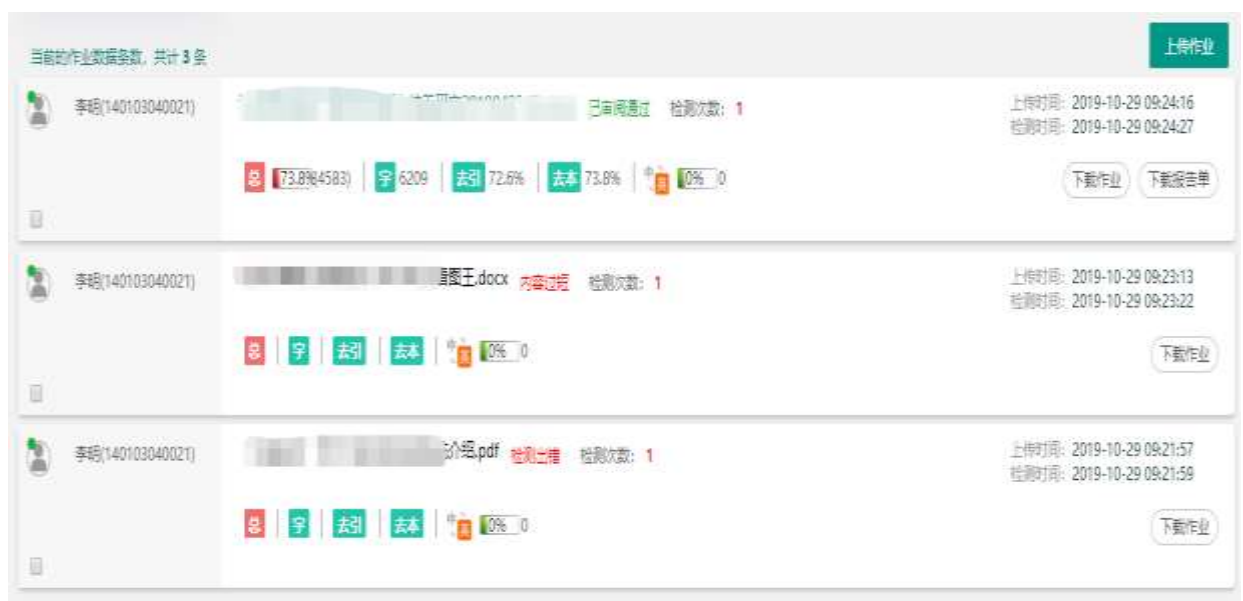 当前的作业数据条数，共计 3 条
上传作业
李明(140103040021)
已审阅通过 检测次数: 1
上传时间: 2019-10-29 09:24:16
检测时间: 2019-10-29 09:24:27
总 73.8%(4583) 字 6209 去引 72.6% 去本 73.8% 中 英 0% 0
下载作业 下载报告单
李明(140103040021)
图王.docx 内容过短 检测次数: 1
上传时间: 2019-10-29 09:23:13
检测时间: 2019-10-29 09:23:22
总 字 去引 去本 中 英 0% 0
下载作业
李明(140103040021)
介绍.pdf 检测出错 检测次数: 1
上传时间: 2019-10-29 09:21:57
检测时间: 2019-10-29 09:21:59
总 字 去引 去本 中 英 0% 0
下载作业